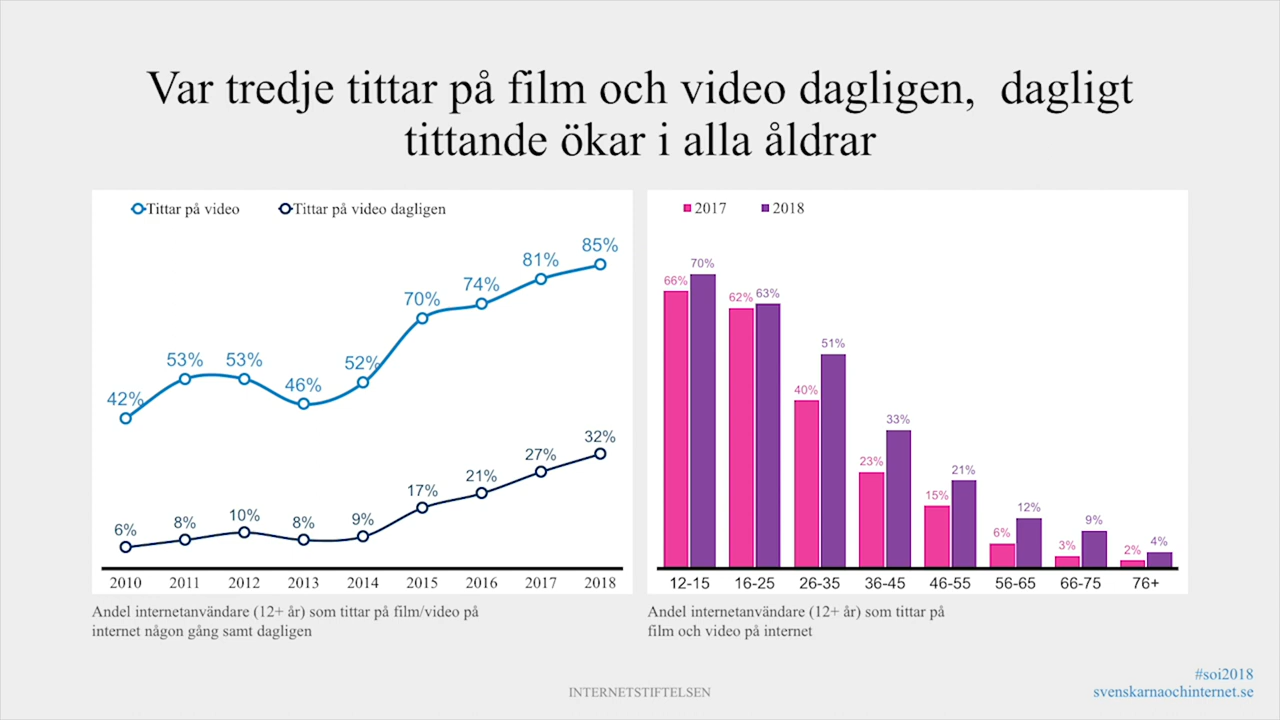 Var tredje tittar på film och video dagligen, dagligt
tittande ökar i alla åldrar
Tittar på video
Tittar på video dagligen
42%
53%
53%
46%
52%
70%
74%
81%
85%
6%
8%
10%
8%
9%
17%
21%
27%
32%
2010 2011 2012 2013 2014 2015 2016 2017 2018
Andel internetanvändare (12+ år) som tittar på film/video på
internet någon gång samt dagligen
2017
2018
66%
70%
62%
63%
40%
51%
23%
33%
15%
21%
6%
12%
3%
9%
2%
4%
12-15 16-25 26-35 36-45 46-55 56-65 66-75 76+
Andel internetanvändare (12+ år) som tittar på
film och video på internet
INTERNETSTIFTELSEN
#soi2018
svenskarnaochinternet.se